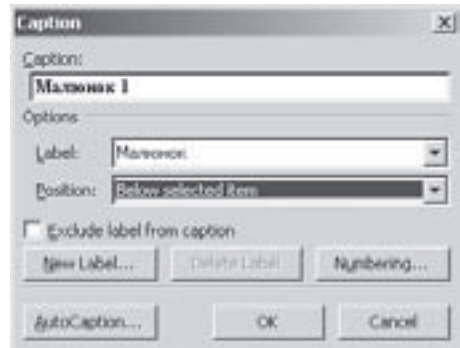 Caption
Caption:
Малюнок 1
Options
Label: Малюнок
Position: Below selected item
Exclude label from caption
New Label... Delete Label Numbering...
AutoCaption... OK Cancel